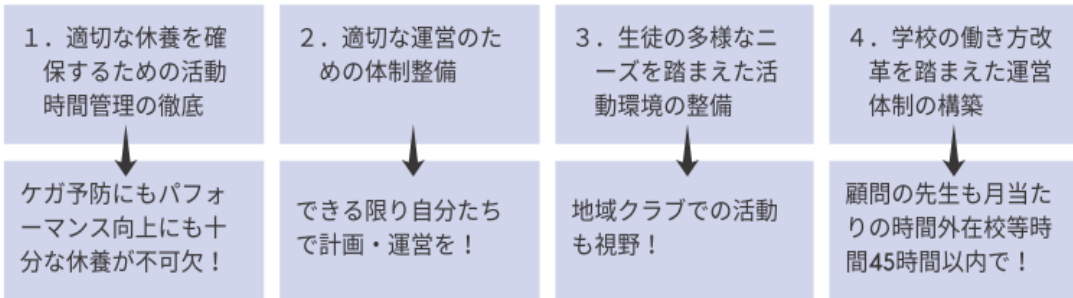 １．適切な休養を確
保するための活動
時間管理の徹底
ケガ予防にもパフォ
ーマンス向上にも十
分な休養が不可欠！
２．適切な運営のた
めの体制整備
できる限り自分たち
で計画・運営を！
３．生徒の多様なニ
ーズを踏まえた活
動環境の整備
地域クラブでの活動
も視野！
４．学校の働き方改
革を踏まえた運営
体制の構築
顧問の先生も月当た
りの時間外在校等時
間45時間以内で！